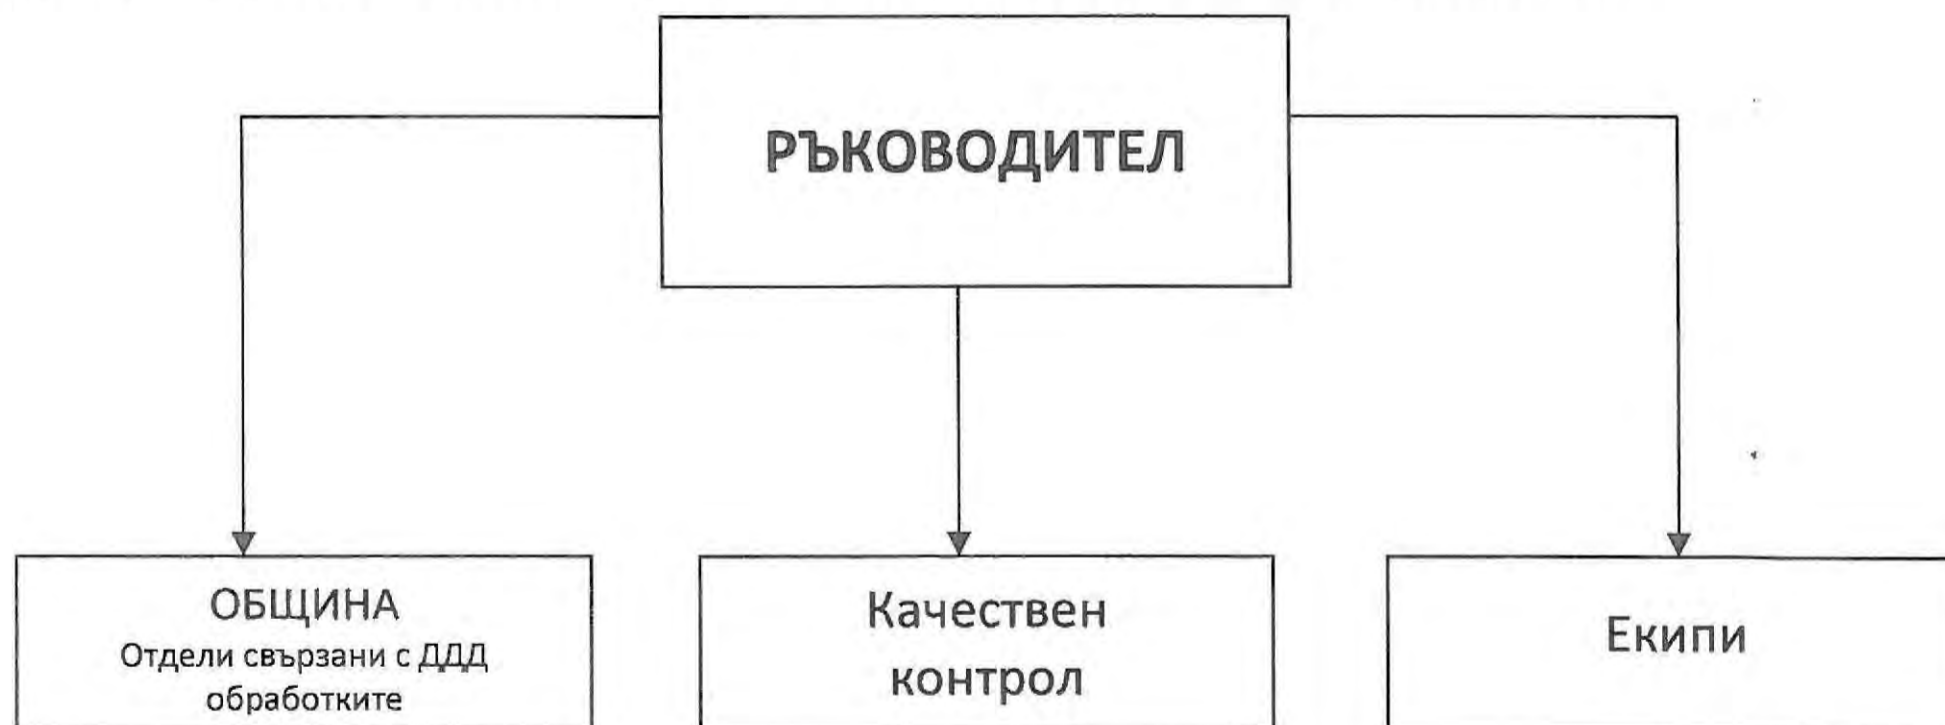 РЪКОВОДИТЕЛ
ОБЩИНА
Отдели свързани с ДДД
обработките
Качествен
контрол
Екипи